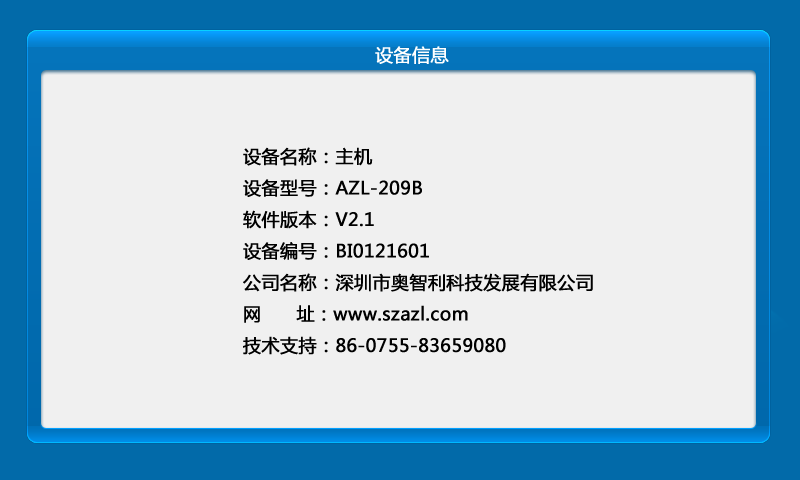 设备信息
设备名称：主机
设备型号：AZL-209B
软件版本：V2.1
设备编号：BI0121601
公司名称：深圳市奥智利科技发展有限公司
网 址：www.szazl.com
技术支持：86-0755-83659080